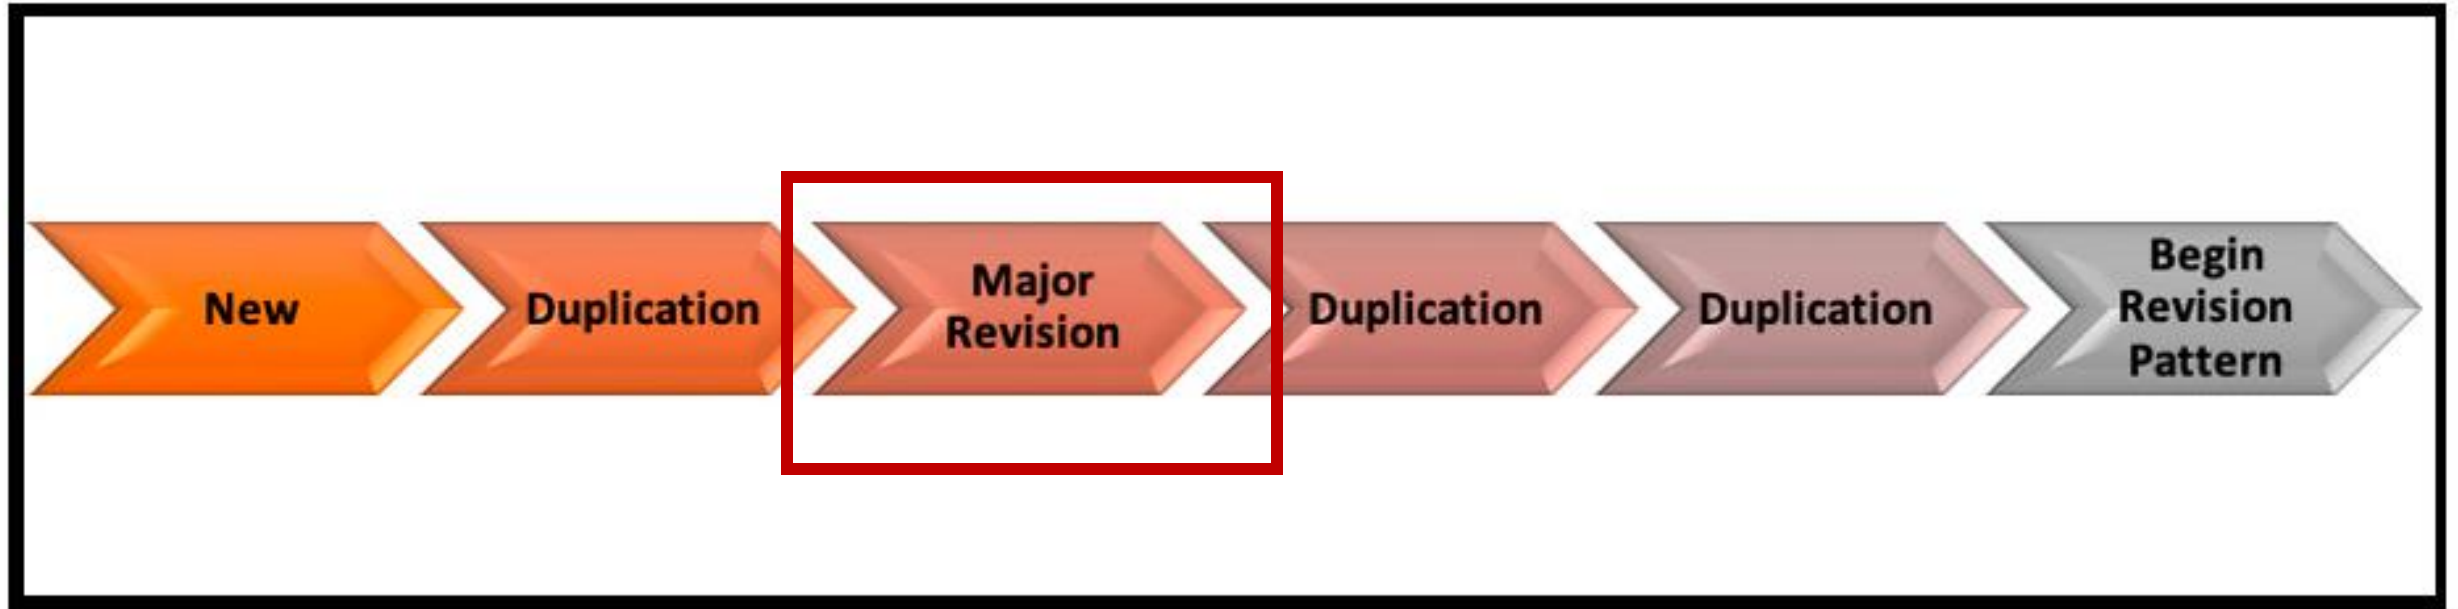 New
Duplication
Major
Revision
Duplication
Duplication
Begin
Revision
Pattern